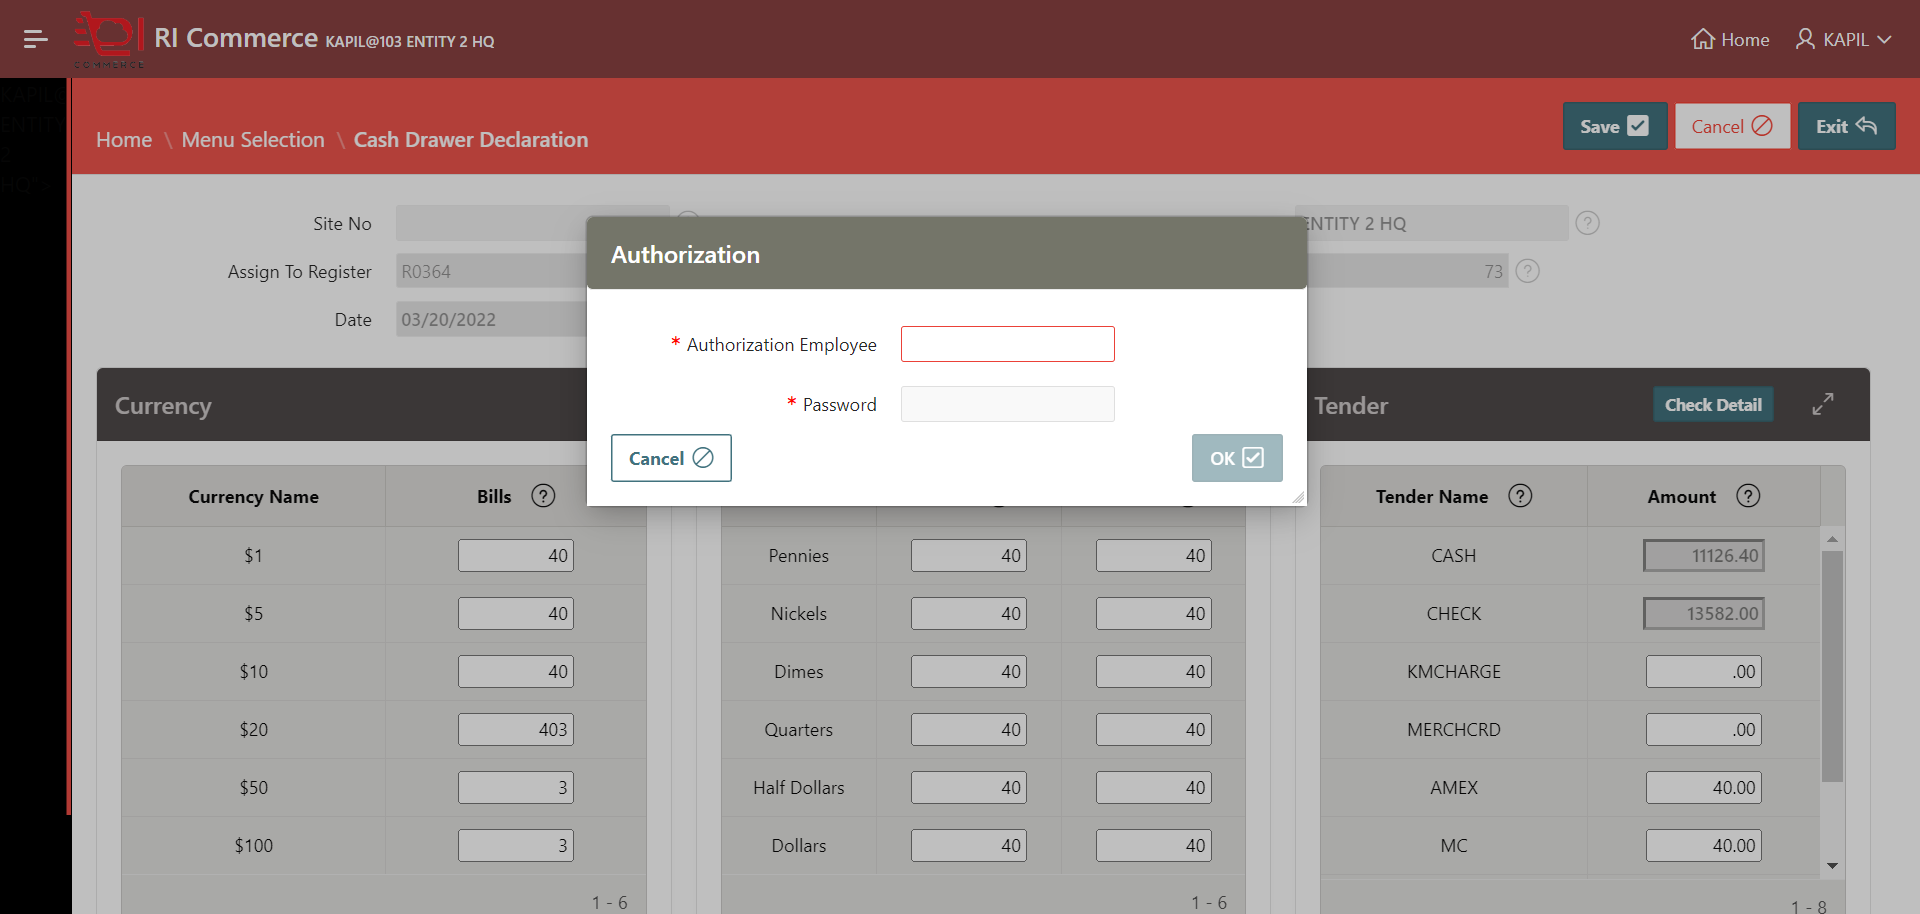 COMMERCE
RI Commerce KAPIL@103 ENTITY 2 HQ
Home
KAPIL
KAPIL@
ENTITY
2
HQ">
Home \ Menu Selection \ Cash Drawer Declaration
Save
Cancel
Exit
Site No
ENTITY 2 HQ
Assign To Register
R0364
73
Date
03/20/2022
Authorization
* Authorization Employee
* Password
Cancel
OK
Currency
Currency Name Bills
$1 40
$5 40
$10 40
$20 403
$50 3
$100 3
1 - 6
Pennies 40 40
Nickels 40 40
Dimes 40 40
Quarters 40 40
Half Dollars 40 40
Dollars 40 40
1 - 6
Tender
Check Detail
Tender Name Amount
CASH 11126.40
CHECK 13582.00
KMCHARGE .00
MERCHCRD .00
AMEX 40.00
MC 40.00
1 - 8